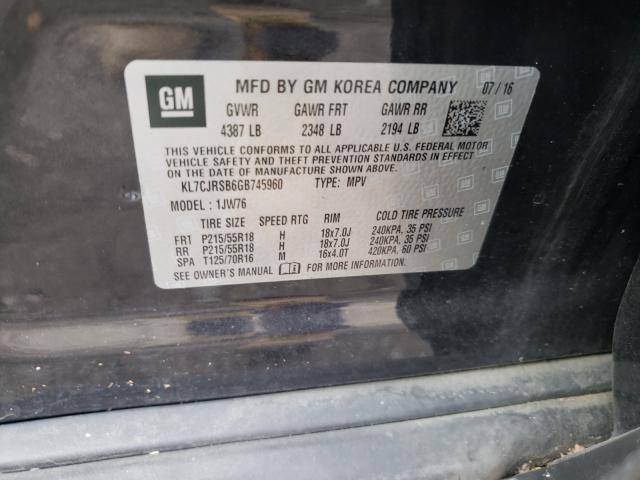 GM
MFD BY GM KOREA COMPANY 07/16
GVWR GAWR FRT GAWR RR
4387 LB 2348 LB 2194 LB
THIS VEHICLE CONFORMS TO ALL APPLICABLE U.S. FEDERAL MOTOR
VEHICLE SAFETY AND THEFT PREVENTION STANDARDS IN EFFECT ON
THE DATE OF MANUFACTURE SHOWN ABOVE.
KL7CJRSB6GB745960 TYPE: MPV
MODEL: 1JW76
TIRE SIZE SPEED RTG RIM COLD TIRE PRESSURE
FRT P215/55R18 H 18x7.0J 240KPA, 35 PSI
RR P215/55R18 H 18x7.0J 240KPA, 35 PSI
SPA T125/70R16 M 16x4.0T 420KPA, 60 PSI
SEE OWNER'S MANUAL FOR MORE INFORMATION.